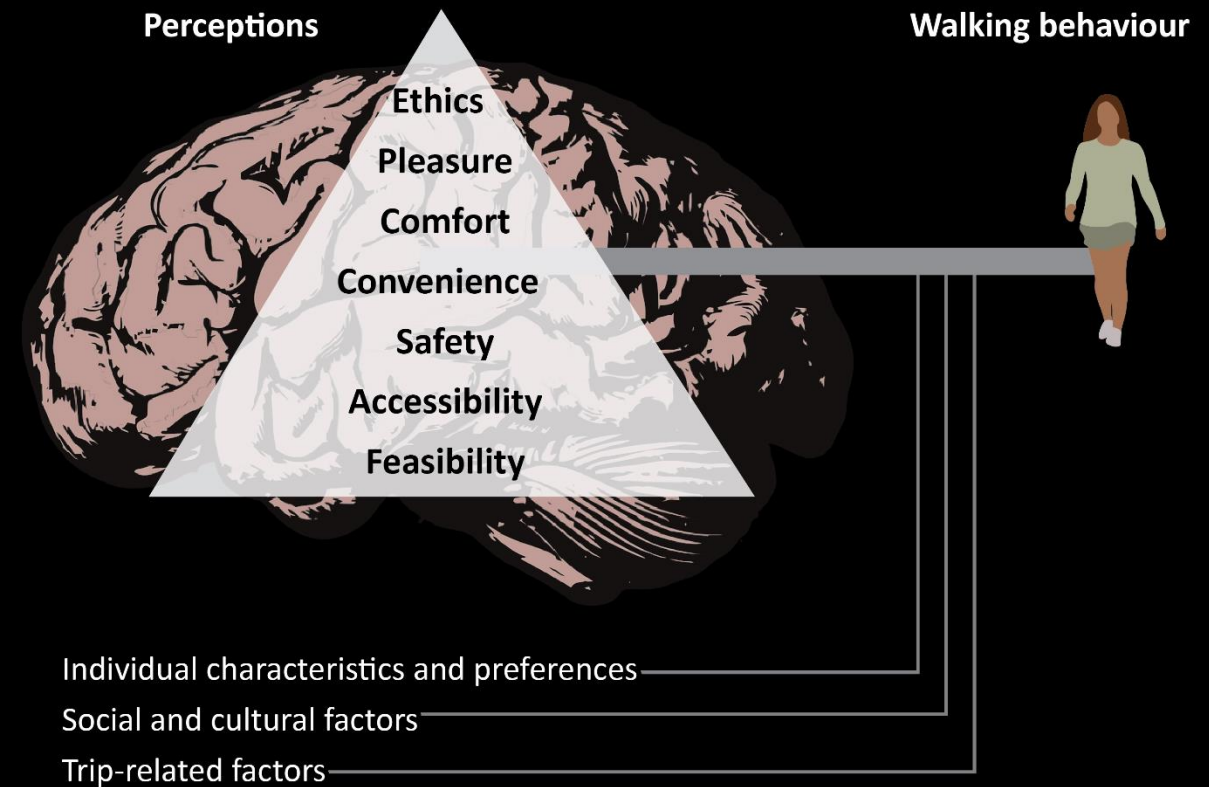 Perceptions
Walking behaviour
Ethics
Pleasure
Comfort
Convenience
Safety
Accessibility
Feasibility
Individual characteristics and preferences
Social and cultural factors
Trip-related factors